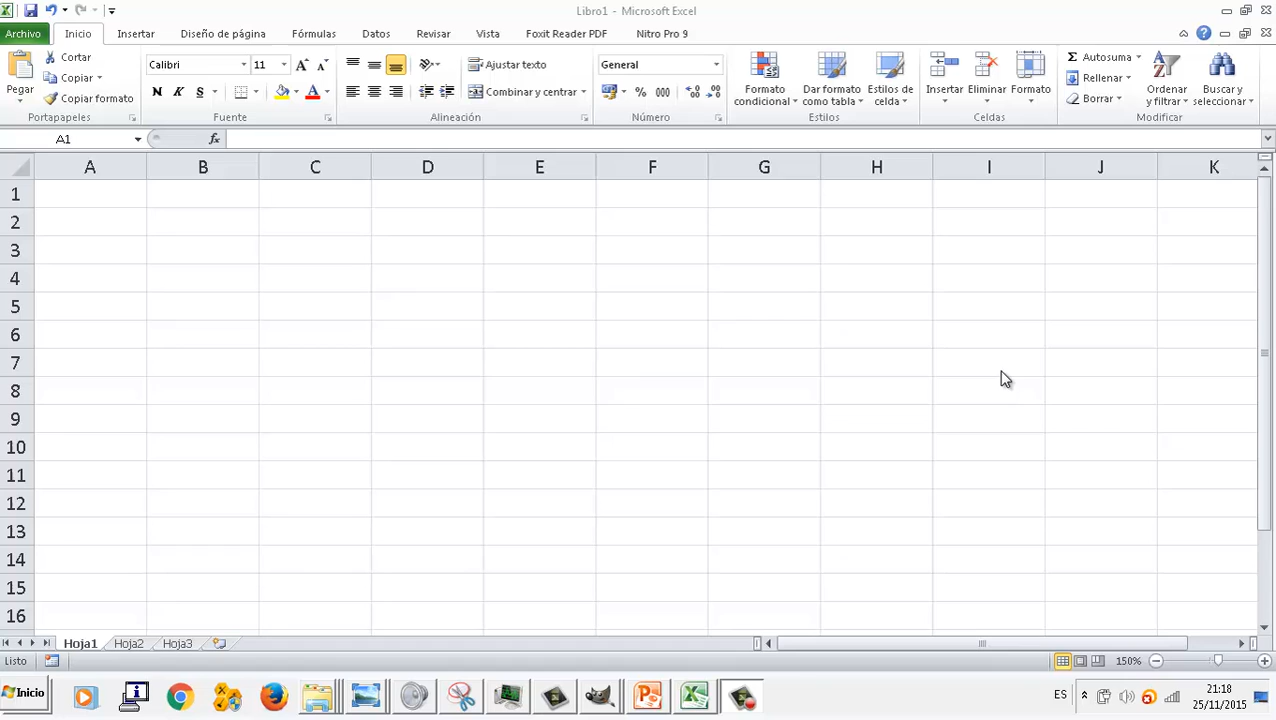 Libro1 - Microsoft Excel
Archivo Inicio Insertar Diseño de página Fórmulas Datos Revisar Vista Foxit Reader PDF Nitro Pro 9
Pegar
Cortar
Copiar
Copiar formato
Portapapeles
Calibri 11
N K S A
Fuente
Ajustar texto
Combinar y centrar
Alineación
General
% 000
Número
Formato condicional
Dar formato como tabla
Estilos de celda
Estilos
Insertar
Eliminar
Formato
Celdas
Σ Autosuma
Rellenar
Borrar
Ordenar y filtrar
Buscar y seleccionar
Modificar
A1 fx
A B C D E F G H I J K
1
2
3
4
5
6
7
8
9
10
11
12
13
14
15
16
Hoja1 Hoja2 Hoja3
Listo 150%
Inicio ES 21:18
25/11/2015